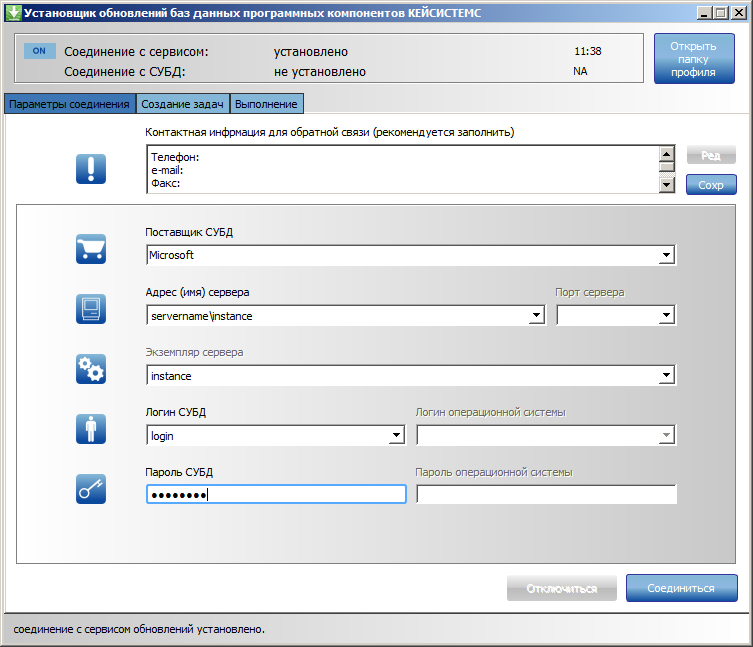 Установщик обновлений баз данных программных компонентов КЕЙСИСТЕМС
ON Соединение с сервисом: установлено 11:38
Соединение с СУБД: не установлено NA
Открыть
папку
профиля
Параметры соединения Создание задач Выполнение
Контактная инфрмация для обратной связи (рекомендуется заполнить)
Телефон:
e-mail:
Факс:
Ред
Сохр
Поставщик СУБД
Microsoft
Адрес (имя) сервера Порт сервера
servername\instance
Экземпляр сервера
instance
Логин СУБД Логин операционной системы
login
Пароль СУБД Пароль операционной системы
●●●●●●●●
Отключиться Соединиться
соединение с сервисом обновлений установлено.